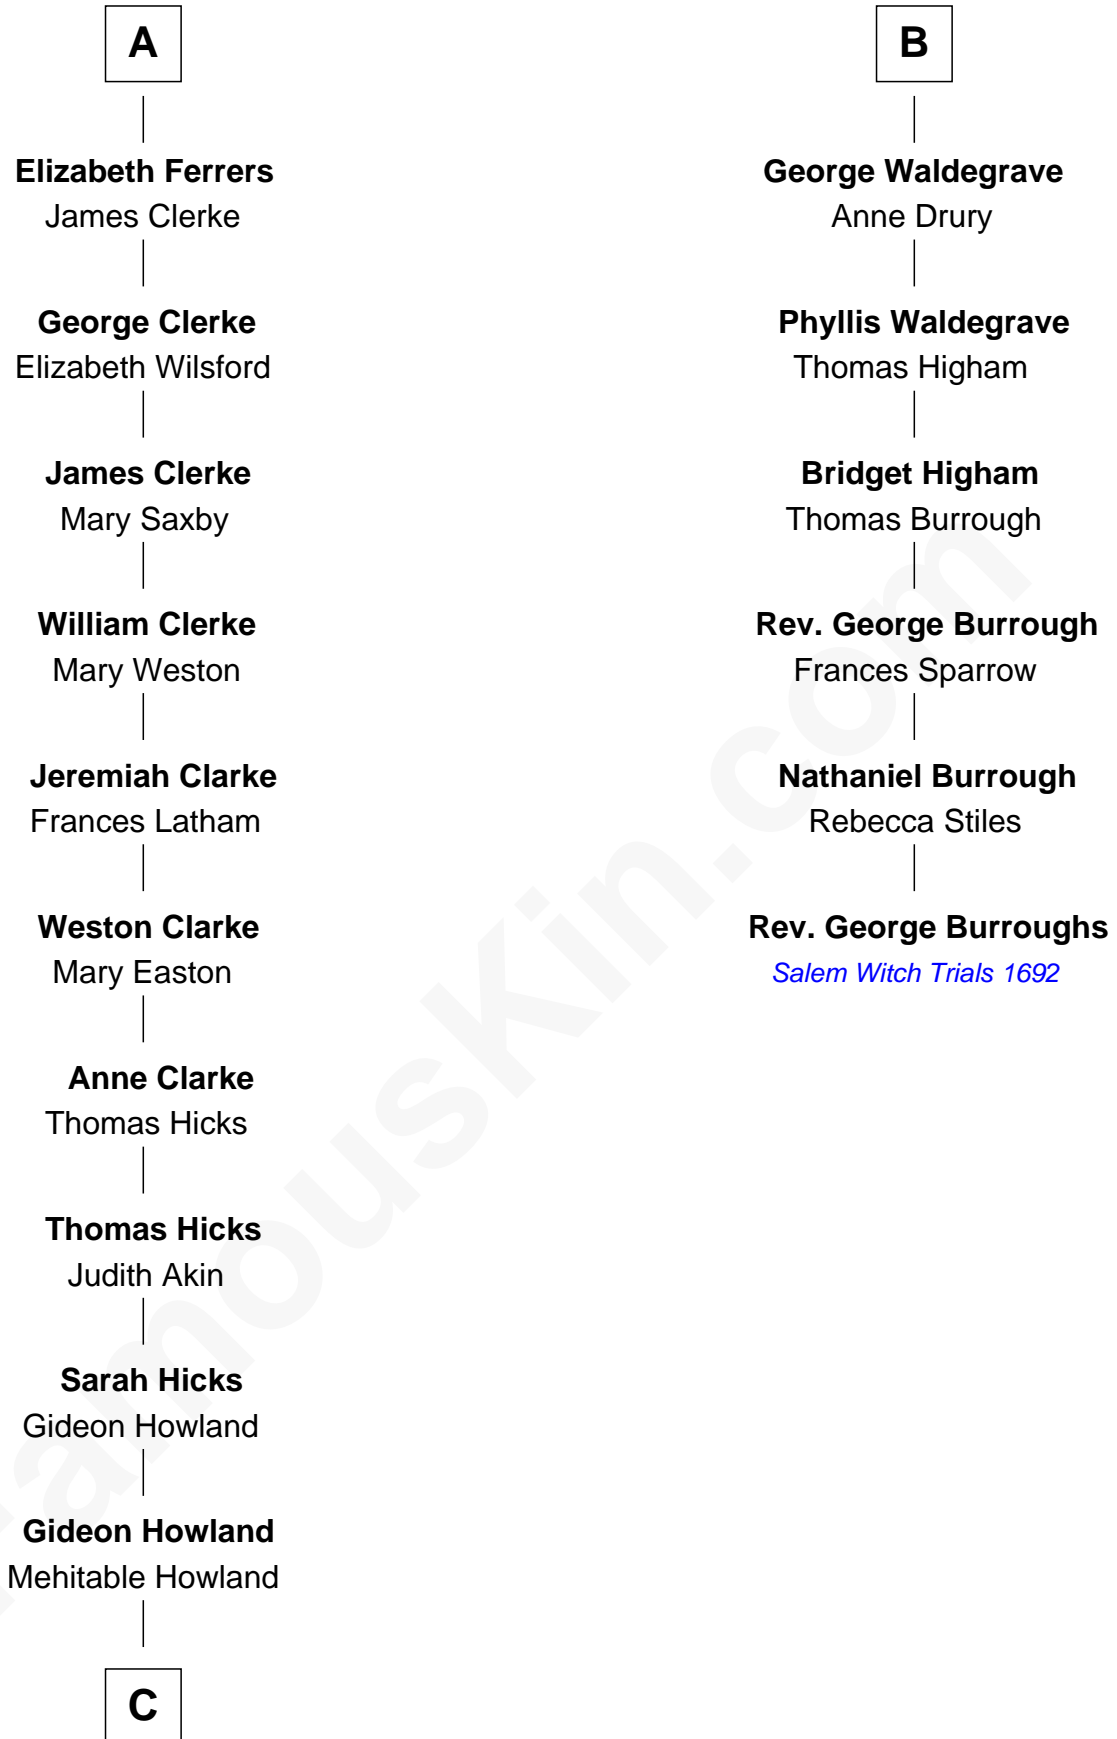 A
Elizabeth Ferrers
James Clerke
George Clerke
Elizabeth Wilsford
James Clerke
Mary Saxby
William Clerke
Mary Weston
Jeremiah Clarke
Frances Latham
Weston Clarke
Mary Easton
Anne Clarke
Thomas Hicks
Thomas Hicks
Judith Akin
Sarah Hicks
Gideon Howland
Gideon Howland
Mehitable Howland
C
B
George Waldegrave
Anne Drury
Phyllis Waldegrave
Thomas Higham
Bridget Higham
Thomas Burrough
Rev. George Burrough
Frances Sparrow
Nathaniel Burrough
Rebecca Stiles
Rev. George Burroughs
Salem Witch Trials 1692
FamousKin.com